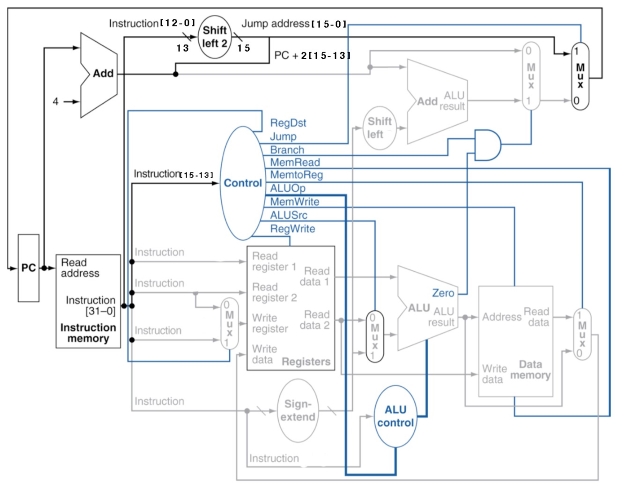 Instruction[12-0]
Shift
left 2
Jump address[15-0]
13
15
PC + 2[15-13]
Add
4
0
Mux
1
1
Mux
0
Add
ALU
result
Shift
left
RegDst
Jump
Branch
MemRead
MemtoReg
ALUOp
MemWrite
ALUSrc
RegWrite
Control
Instruction[15-13]
PC
Read
address
Instruction
[31–0]
Instruction
memory
Instruction
Instruction
Instruction
Instruction
Instruction
0
Mux
1
Read
register 1
Read
register 2
Write
register
Write
data
Read
data 1
Read
data 2
Registers
0
Mux
1
Zero
ALU
ALU
result
Address
Read
data
Write
data
Data
memory
1
Mux
0
Sign-
extend
ALU
control